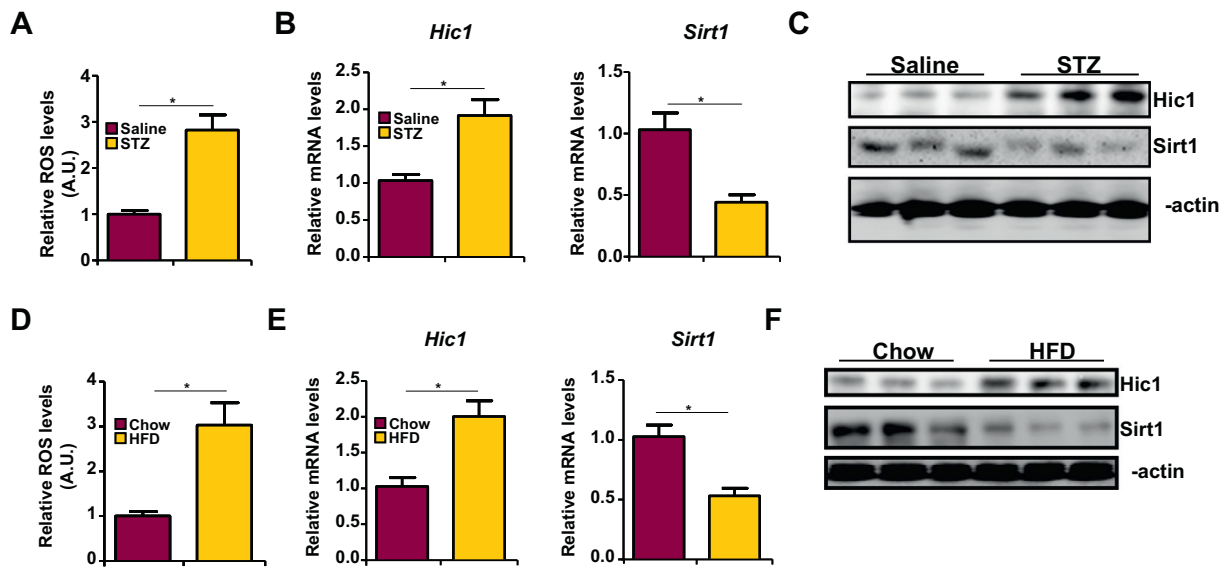 A
Relative ROS levels
(A.U.)
4
3
2
1
0
*
Saline
STZ
B
Hic1
Relative mRNA levels
2.5
2.0
1.5
1.0
0.5
0.0
*
Saline
STZ
Sirt1
Relative mRNA levels
1.5
1.0
0.5
0.0
*
C
Saline STZ
Hic1
Sirt1
-actin
D
Relative ROS levels
(A.U.)
4
3
2
1
0
*
Chow
HFD
E
Hic1
Relative mRNA levels
2.5
2.0
1.5
1.0
0.5
0.0
*
Chow
HFD
Sirt1
Relative mRNA levels
1.5
1.0
0.5
0.0
*
F
Chow HFD
Hic1
Sirt1
-actin